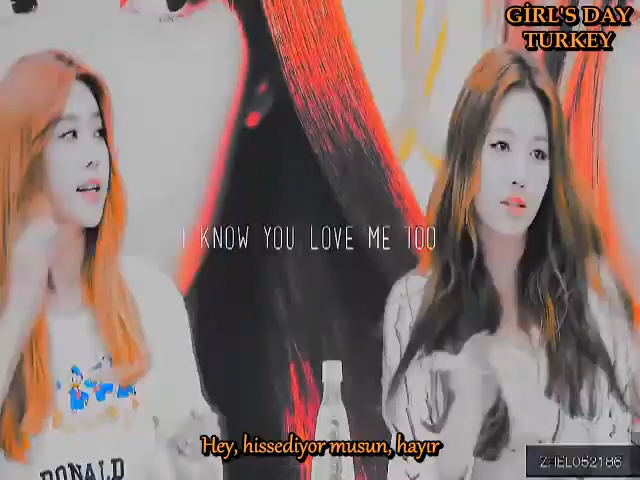 GİRL'S DAY
TURKEY
I KNOW YOU LOVE ME TOO
DONALD
Hey, hissediyor musun, hayır
ZHEL052186